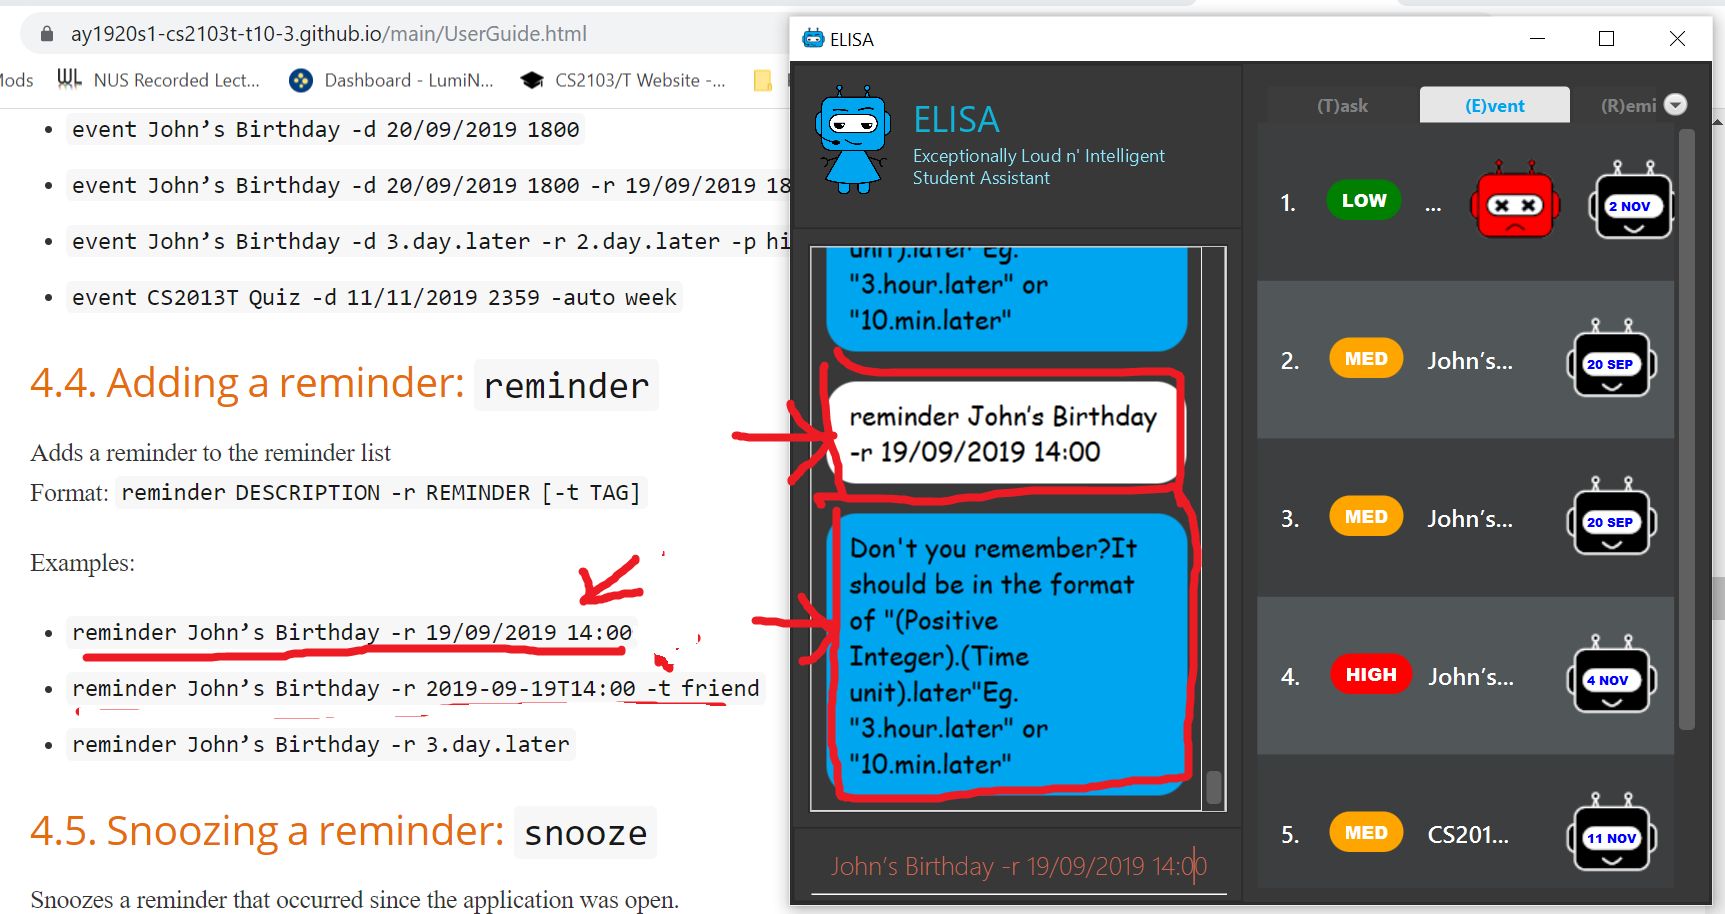 ay1920s1-cs2103t-t10-3.github.io/main/UserGuide.html
NUS Recorded Lect...
Dashboard - LumiN...
CS2103/T Website -...
event John’s Birthday -d 20/09/2019 1800
event John’s Birthday -d 20/09/2019 1800 -r 19/09/2019 18
event John’s Birthday -d 3.day.later -r 2.day.later -p hi
event CS2013T Quiz -d 11/11/2019 2359 -auto week
4.4. Adding a reminder: reminder
Adds a reminder to the reminder list
Format: reminder DESCRIPTION -r REMINDER [-t TAG]
Examples:
reminder John’s Birthday -r 19/09/2019 14:00
reminder John’s Birthday -r 2019-09-19T14:00 -t friend
reminder John’s Birthday -r 3.day.later
4.5. Snoozing a reminder: snooze
Snoozes a reminder that occurred since the application was open.
ELISA
ELISA
Exceptionally Loud n' Intelligent
Student Assistant
unit).later"Eg.
"3.hour.later" or
"10.min.later"
reminder John’s Birthday
-r 19/09/2019 14:00
Don't you remember?It
should be in the format
of "(Positive
Integer).(Time
unit).later"Eg.
"3.hour.later" or
"10.min.later"
John’s Birthday -r 19/09/2019 14:00
(T)ask
(E)vent
(R)emi
1. LOW ... 2 NOV
2. MED John’s... 20 SEP
3. MED John’s... 20 SEP
4. HIGH John’s... 4 NOV
5. MED CS201... 11 NOV